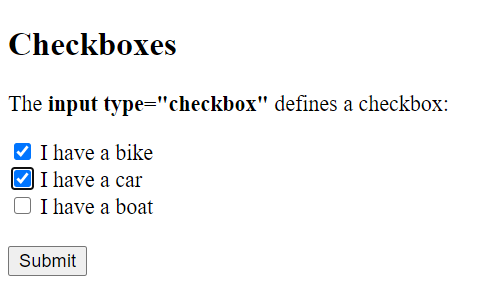 Checkboxes
The input type="checkbox" defines a checkbox:
I have a bike
I have a car
I have a boat
Submit